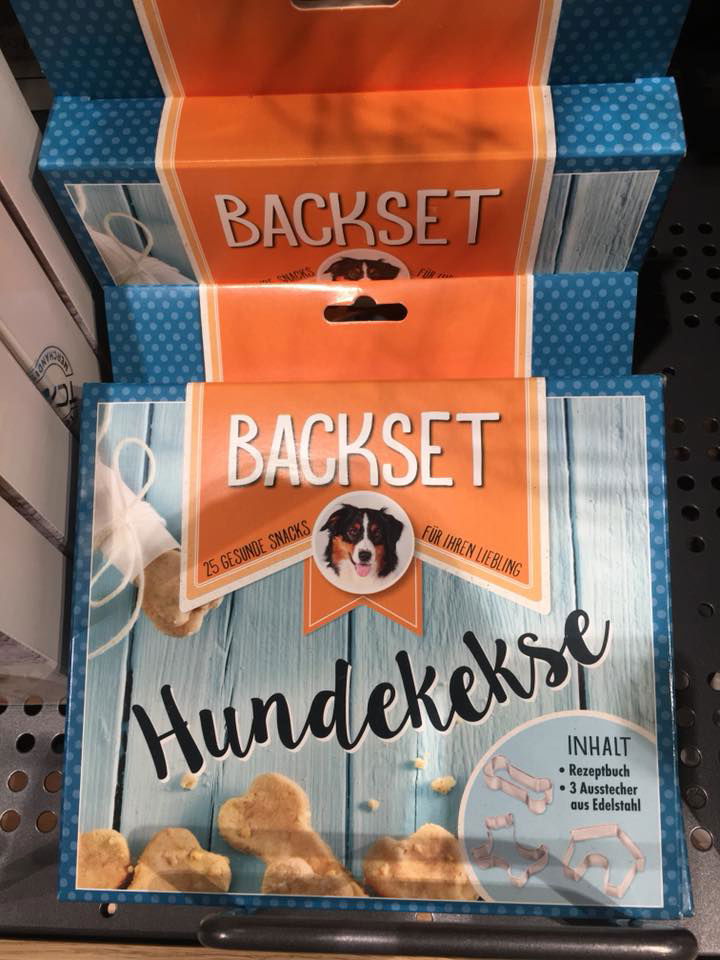 BACKSET
SNACKS
BACKSET
25 GESUNDE SNACKS
FÜR IHREN LIEBLING
Hundekekse
INHALT
• Rezeptbuch
• 3 Ausstecher
aus Edelstahl